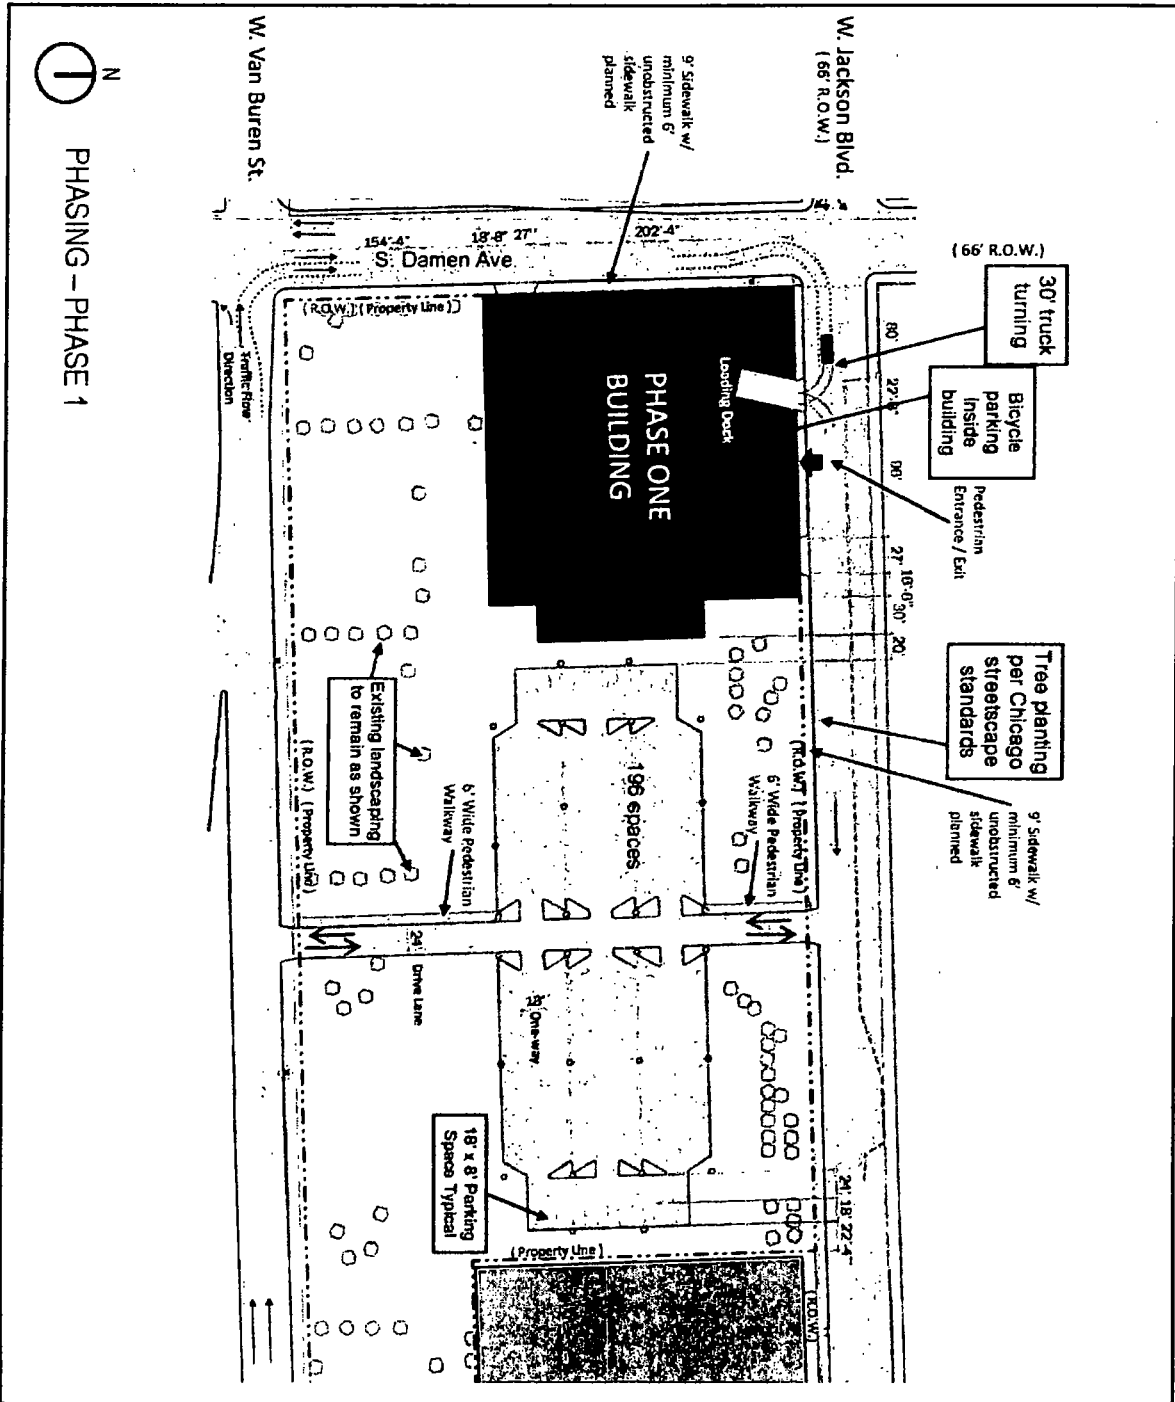 W. Jackson Blvd.
( 66' R.O.W.)
W. Van Buren St.
N
PHASING – PHASE 1
9' Sidewalk w/
minimum 6'
unobstructed
sidewalk
planned
154'-4"
18'-8"
27"
202'-4"
S. Damen Ave.
( 66' R.O.W.)
30' truck
turning
Bicycle
parking
inside
building
Pedestrian
Entrance / Exit
Tree planting
per Chicago
streetscape
standards
9' Sidewalk w/
minimum 6'
unobstructed
sidewalk
planned
80'
96'
27'
18'-0"
30'
20'
( R.O.W.) ( Property Line )
Traffic Flow
Direction
Loading Dock
PHASE ONE
BUILDING
Existing landscaping
to remain as shown
196 spaces
6' Wide Pedestrian
Walkway
6' Wide Pedestrian
Walkway
( R.O.W.) ( Property Line )
( R.O.W.) ( Property Line )
24' Drive Lane
One-way
18' x 8' Parking
Space Typical
24' 18' 22'-4"
( Property Line )
( R.O.W.)